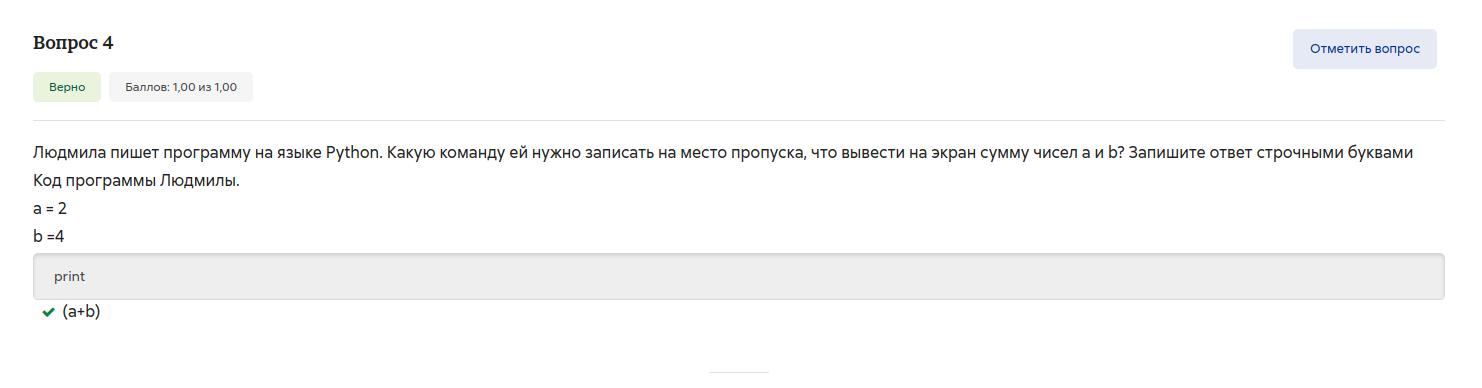 Вопрос 4
Отметить вопрос
Верно
Баллов: 1,00 из 1,00
Людмила пишет программу на языке Python. Какую команду ей нужно записать на место пропуска, что вывести на экран сумму чисел a и b? Запишите ответ строчными буквами
Код программы Людмилы.
a = 2
b =4
print
(a+b)